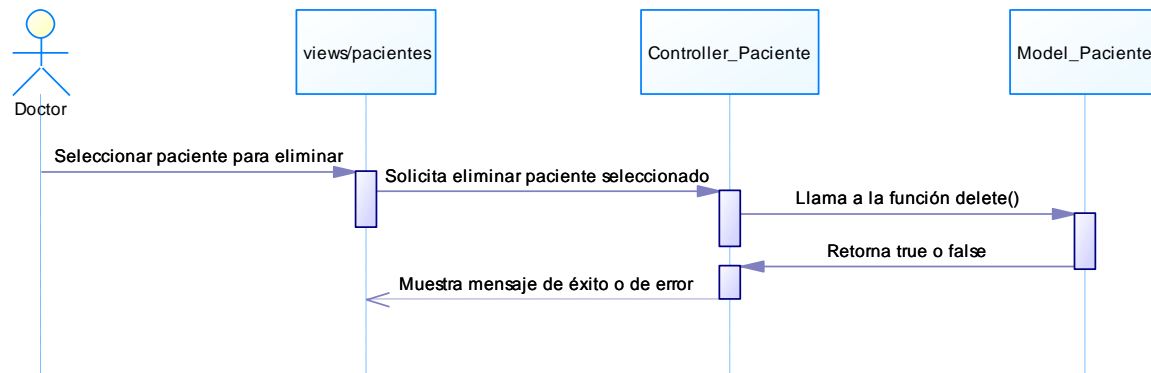 views/pacientes
Controller_Paciente
Model_Paciente
Doctor
Seleccionar paciente para eliminar
Solicita eliminar paciente seleccionado
Llama a la función delete()
Retorna true o false
Muestra mensaje de éxito o de error